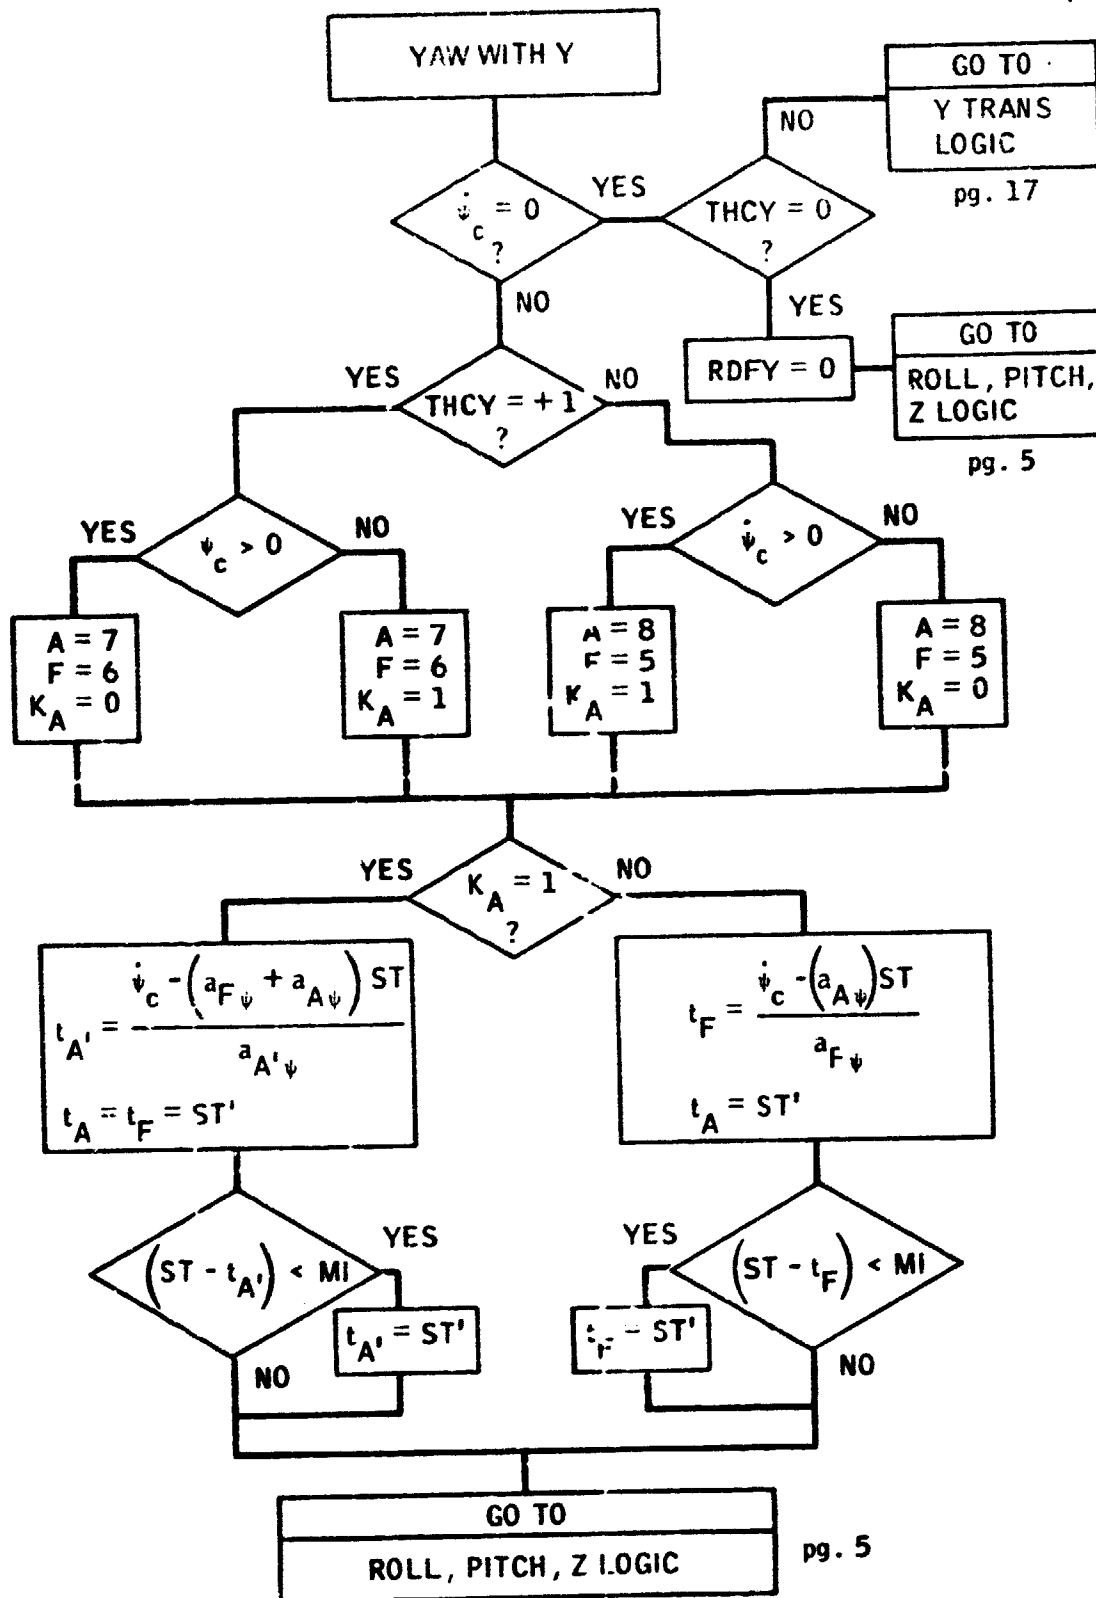 YAW WITH Y
GO TO
Y TRANS
LOGIC
pg. 17
NO
ψ̇c = 0
?
YES
THCY = 0
?
NO
YES
RDFY = 0
GO TO
ROLL, PITCH,
Z LOGIC
pg. 5
YES
THCY = + 1
?
NO
YES
ψc > 0
NO
YES
ψ̇c > 0
NO
A = 7
F = 6
KA = 0
A = 7
F = 6
KA = 1
A = 8
F = 5
KA = 1
A = 8
F = 5
KA = 0
YES
KA = 1
?
NO
tA' = (ψ̇c - (aFψ + aAψ) ST) / aA'ψ
tA = tF = ST'
tF = (ψ̇c - (aAψ)ST) / aFψ
tA = ST'
(ST - tA') < MI
YES
tA' = ST'
NO
YES
(ST - tF) < MI
tF = ST'
NO
GO TO
ROLL, PITCH, Z LOGIC
pg. 5